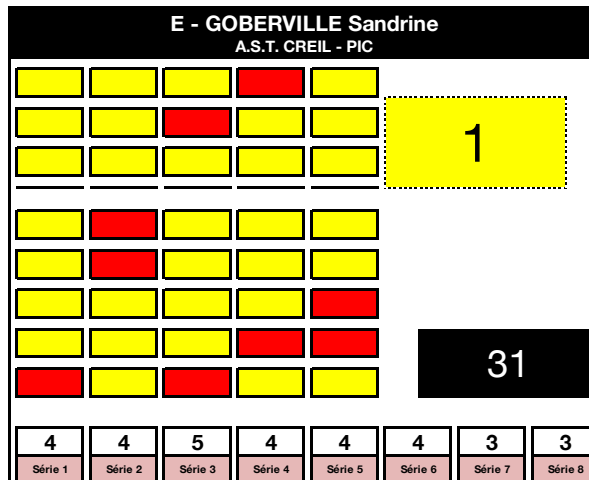 E - GOBERVILLE Sandrine
A.S.T. CREIL - PIC
1
31
4 4 5 4 4 4 3 3
Série 1 Série 2 Série 3 Série 4 Série 5 Série 6 Série 7 Série 8